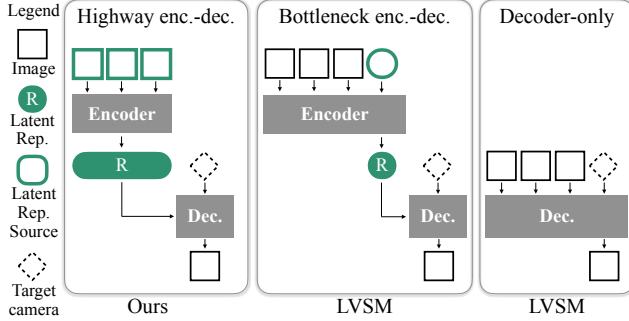 Legend
Image
R
Latent
Rep.
Latent
Rep.
Source
Target
camera
Highway enc.-dec.
Encoder
R
Dec.
Ours
Bottleneck enc.-dec.
Encoder
R
Dec.
LVSM
Decoder-only
Dec.
LVSM